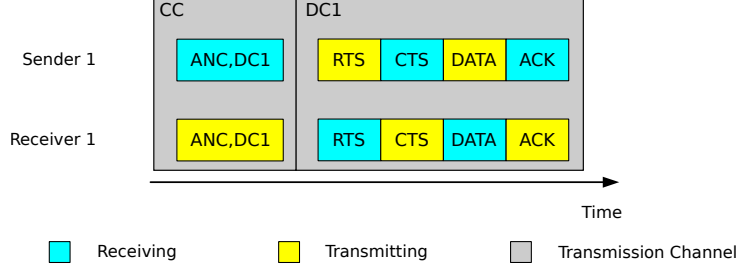 CC DC1
Sender 1 ANC,DC1 RTS CTS DATA ACK
Receiver 1 ANC,DC1 RTS CTS DATA ACK
Time
Receiving Transmitting Transmission Channel